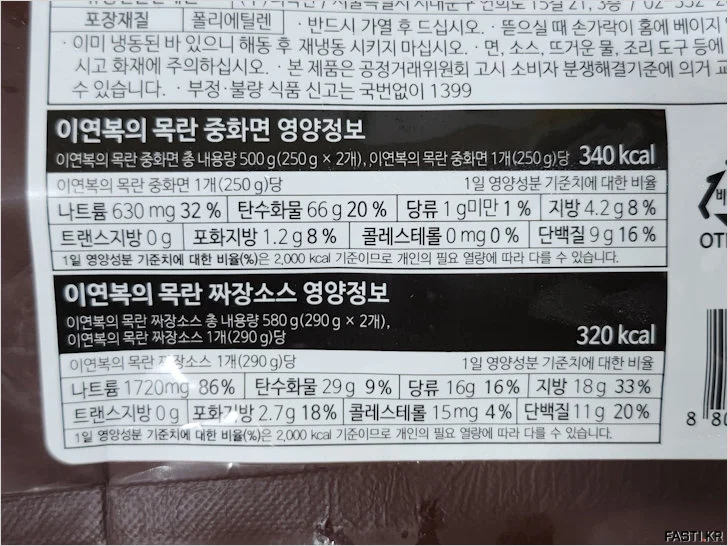 포장재질 폴리에틸렌 · 반드시 가열 후 드십시오. · 뜯으실 때 손가락이 홈에 베이지
· 이미 냉동된 바 있으니 해동 후 재냉동 시키지 마십시오. · 면, 소스, 뜨거운 물, 조리 도구 등에
시고 화재에 주의하십시오. · 본 제품은 공정거래위원회 고시 소비자 분쟁해결기준에 의거 교
수 있습니다. · 부정·불량 식품 신고는 국번없이 1399
이연복의 목란 중화면 영양정보
이연복의 목란 중화면 총 내용량 500 g(250 g × 2개), 이연복의 목란 중화면 1개(250 g)당 340 kcal
이연복의 목란 중화면 1개(250 g)당 1일 영양성분 기준치에 대한 비율
나트륨 630 mg 32 % 탄수화물 66 g 20 % 당류 1 g미만 1 % 지방 4.2 g 8 %
트랜스지방 0 g 포화지방 1.2 g 8 % 콜레스테롤 0 mg 0 % 단백질 9 g 16 %
1일 영양성분 기준치에 대한 비율(%)은 2,000 kcal 기준이므로 개인의 필요 열량에 따라 다를 수 있습니다.
이연복의 목란 짜장소스 영양정보
이연복의 목란 짜장소스 총 내용량 580 g(290 g × 2개),
이연복의 목란 짜장소스 1개(290 g)당 320 kcal
이연복의 목란 짜장소스 1개(290 g)당 1일 영양성분 기준치에 대한 비율
나트륨 1720mg 86% 탄수화물 29 g 9% 당류 16g 16% 지방 18 g 33%
트랜스지방 0 g 포화지방 2.7 g 18% 콜레스테롤 15 mg 4% 단백질 11 g 20%
1일 영양성분 기준치에 대한 비율(%)은 2,000 kcal 기준이므로 개인의 필요 열량에 따라 다를 수 있습니다.
비
OT
8 8
FAST1.KR